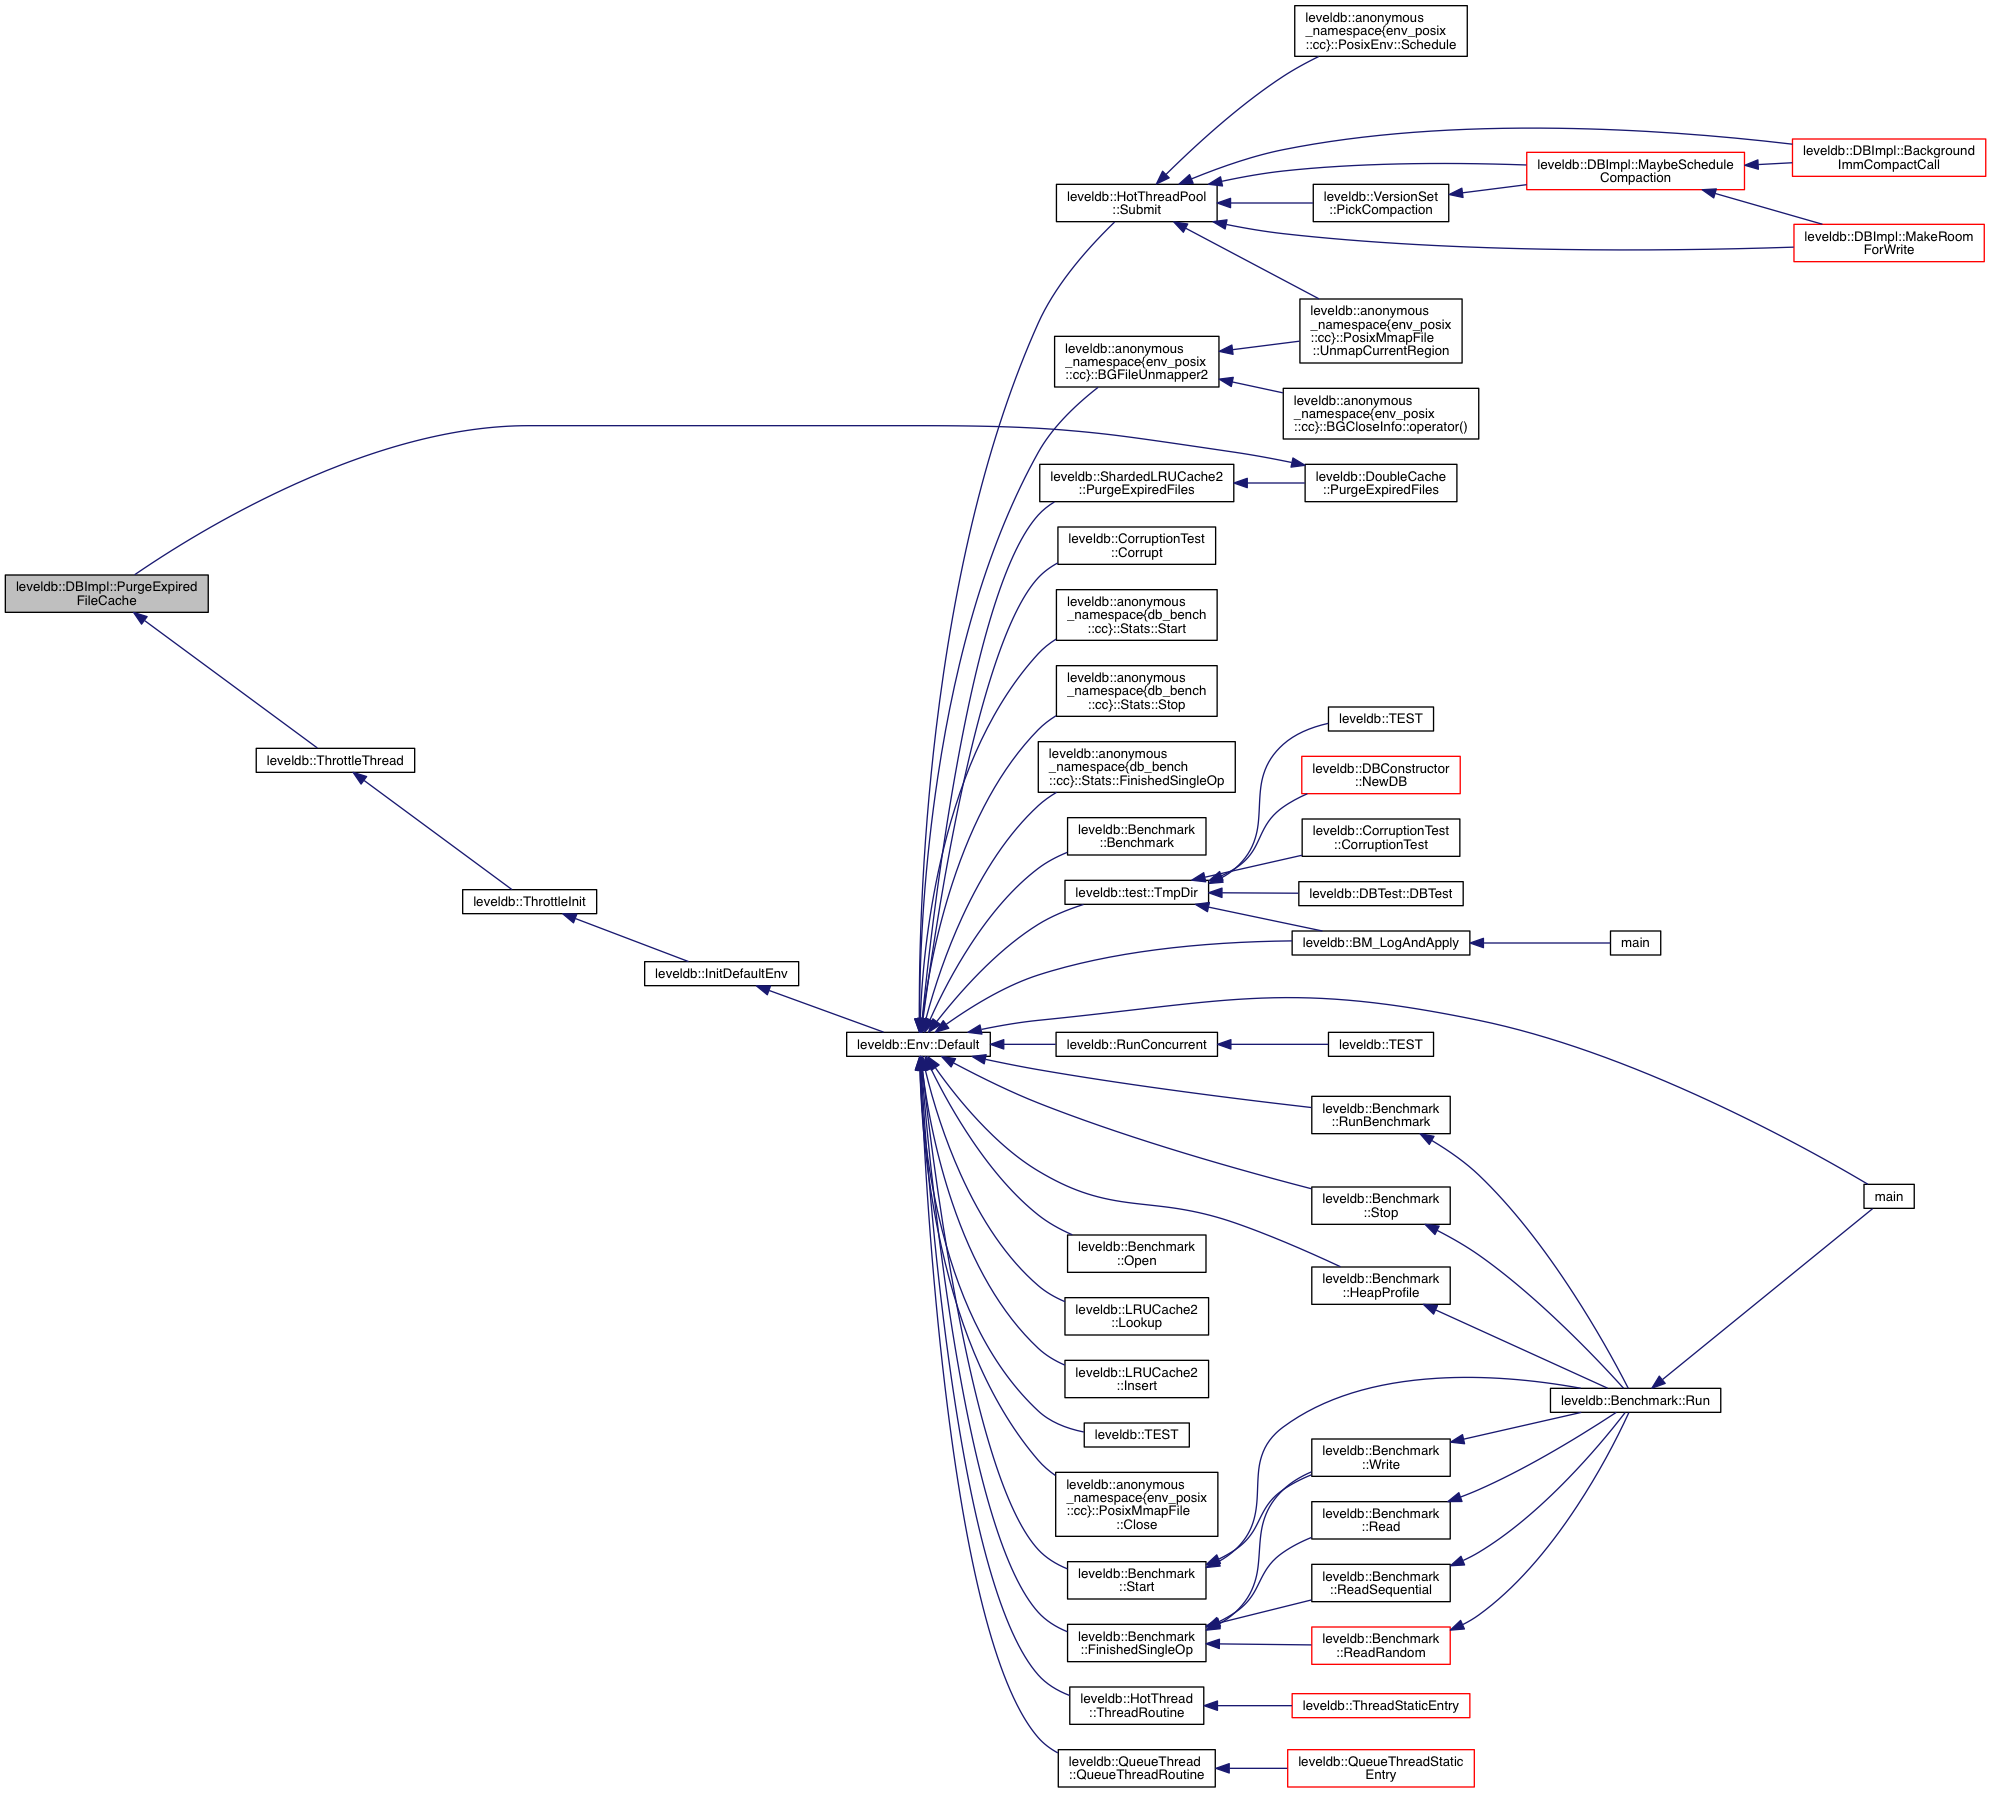 leveldb::anonymous
_namespace{env_posix
::cc}::PosixEnv::Schedule
leveldb::DBImpl::Background
ImmCompactCall
leveldb::DBImpl::MaybeSchedule
Compaction
leveldb::HotThreadPool
::Submit
leveldb::VersionSet
::PickCompaction
leveldb::DBImpl::MakeRoom
ForWrite
leveldb::anonymous
_namespace{env_posix
::cc}::PosixMmapFile
::UnmapCurrentRegion
leveldb::anonymous
_namespace{env_posix
::cc}::BGFileUnmapper2
leveldb::anonymous
_namespace{env_posix
::cc}::BGCloseInfo::operator()
leveldb::ShardedLRUCache2
::PurgeExpiredFiles
leveldb::DoubleCache
::PurgeExpiredFiles
leveldb::CorruptionTest
::Corrupt
leveldb::DBImpl::PurgeExpired
FileCache
leveldb::anonymous
_namespace{db_bench
::cc}::Stats::Start
leveldb::anonymous
_namespace{db_bench
::cc}::Stats::Stop
leveldb::TEST
leveldb::ThrottleThread
leveldb::anonymous
_namespace{db_bench
::cc}::Stats::FinishedSingleOp
leveldb::DBConstructor
::NewDB
leveldb::Benchmark
::Benchmark
leveldb::CorruptionTest
::CorruptionTest
leveldb::test::TmpDir
leveldb::DBTest::DBTest
leveldb::ThrottleInit
leveldb::BM_LogAndApply
main
leveldb::InitDefaultEnv
leveldb::Env::Default
leveldb::RunConcurrent
leveldb::TEST
leveldb::Benchmark
::RunBenchmark
main
leveldb::Benchmark
::Stop
leveldb::Benchmark
::Open
leveldb::Benchmark
::HeapProfile
leveldb::LRUCache2
::Lookup
leveldb::LRUCache2
::Insert
leveldb::Benchmark::Run
leveldb::TEST
leveldb::Benchmark
::Write
leveldb::anonymous
_namespace{env_posix
::cc}::PosixMmapFile
::Close
leveldb::Benchmark
::Read
leveldb::Benchmark
::Start
leveldb::Benchmark
::ReadSequential
leveldb::Benchmark
::FinishedSingleOp
leveldb::Benchmark
::ReadRandom
leveldb::HotThread
::ThreadRoutine
leveldb::ThreadStaticEntry
leveldb::QueueThread
::QueueThreadRoutine
leveldb::QueueThreadStatic
Entry